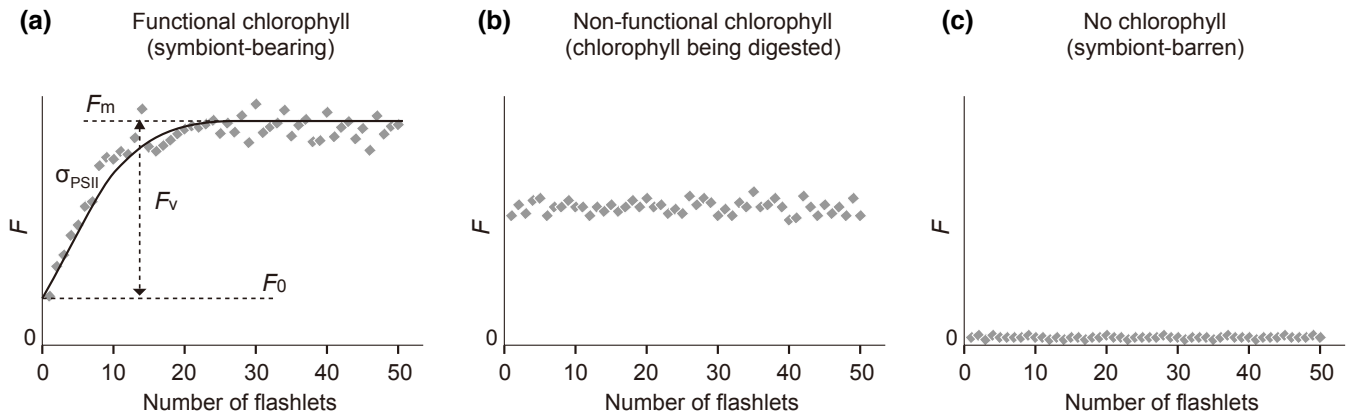 (a)
Functional chlorophyll
(symbiont-bearing)
Fm
σPSII
Fv
F0
F
0
0 10 20 30 40 50
Number of flashlets
(b)
Non-functional chlorophyll
(chlorophyll being digested)
F
0
0 10 20 30 40 50
Number of flashlets
(c)
No chlorophyll
(symbiont-barren)
F
0
0 10 20 30 40 50
Number of flashlets